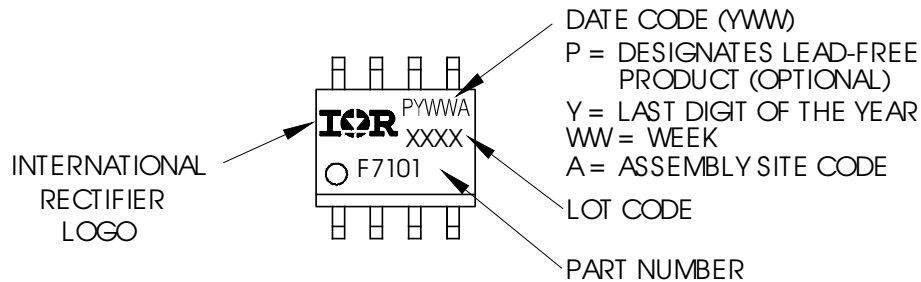 DATE CODE (YWW)
P = DESIGNATES LEAD-FREE
PRODUCT (OPTIONAL)
Y = LAST DIGIT OF THE YEAR
WW = WEEK
A = ASSEMBLY SITE CODE
LOT CODE
PART NUMBER
INTERNATIONAL
RECTIFIER
LOGO
IOR
PYWWA
XXXX
F7101